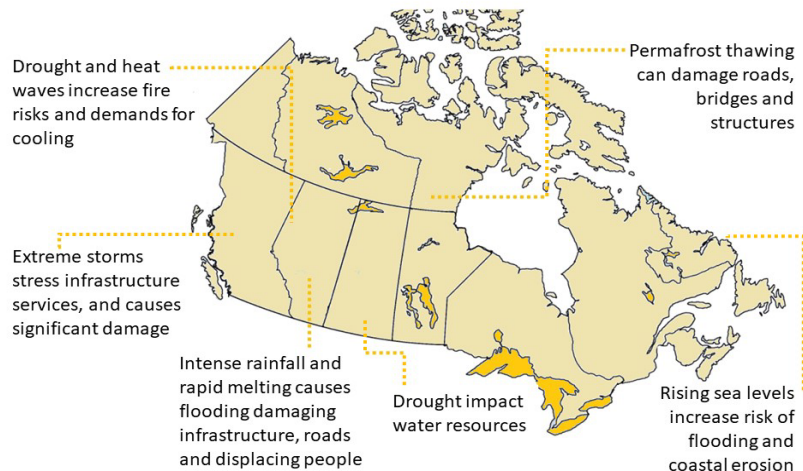 Drought and heat
waves increase fire
risks and demands for
cooling
Permafrost thawing
can damage roads,
bridges and
structures
Extreme storms
stress infrastructure
services, and causes
significant damage
Intense rainfall and
rapid melting causes
flooding damaging
infrastructure, roads
and displacing people
Drought impact
water resources
Rising sea levels
increase risk of
flooding and
coastal erosion